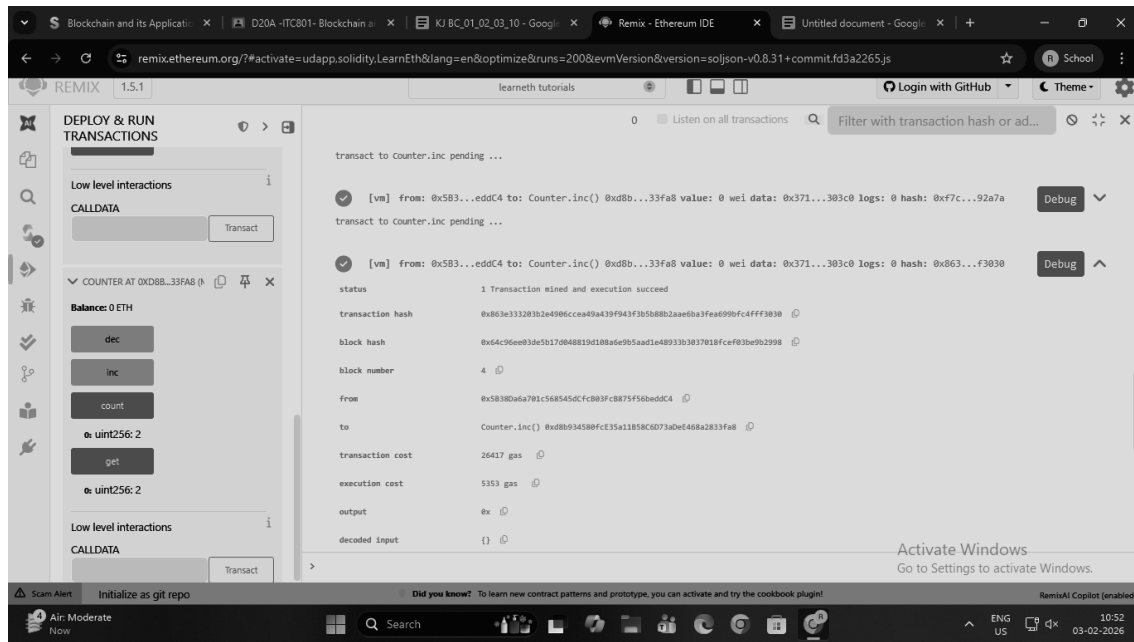 Blockchain and its Applicatic
D20A -ITC801- Blockchain a
KJ BC_01_02_03_10 - Google
Remix - Ethereum IDE
Untitled document - Google
remix.ethereum.org/?#activate=udapp,solidity,LearnEth&lang=en&optimize&runs=200&evmVersion&version=soljson-v0.8.31+commit.fd3a2265.js
R School
REMIX 1.5.1
learneth tutorials
Login with GitHub
Theme
DEPLOY & RUN
TRANSACTIONS
0 Listen on all transactions
Filter with transaction hash or ad...
transact to Counter.inc pending ...
Low level interactions
CALLDATA
Transact
[vm] from: 0x5B3...eddC4 to: Counter.inc() 0xd8b...33fa8 value: 0 wei data: 0x371...303c0 logs: 0 hash: 0xf7c...92a7a
Debug
transact to Counter.inc pending ...
[vm] from: 0x5B3...eddC4 to: Counter.inc() 0xd8b...33fa8 value: 0 wei data: 0x371...303c0 logs: 0 hash: 0x863...f3030
Debug
COUNTER AT 0XD8B...33FA8 (M
Balance: 0 ETH
dec
inc
count
0: uint256: 2
get
0: uint256: 2
Low level interactions
CALLDATA
Transact
status 1 Transaction mined and execution succeed
transaction hash
block hash
block number 4
from 0x5B38Da6a701c568545dCfcB03FcB875f56beddC4
to Counter.inc()
transaction cost 26417 gas
execution cost 5353 gas
output 0x
decoded input {}
>
Activate Windows
Go to Settings to activate Windows.
Scam Alert
Initialize as git repo
Did you know? To learn new contract patterns and prototype, you can activate and try the cookbook plugin!
RemixAI Copilot (enabled
4
Air: Moderate
Now
Search
ENG
US
10:52
03-02-2026